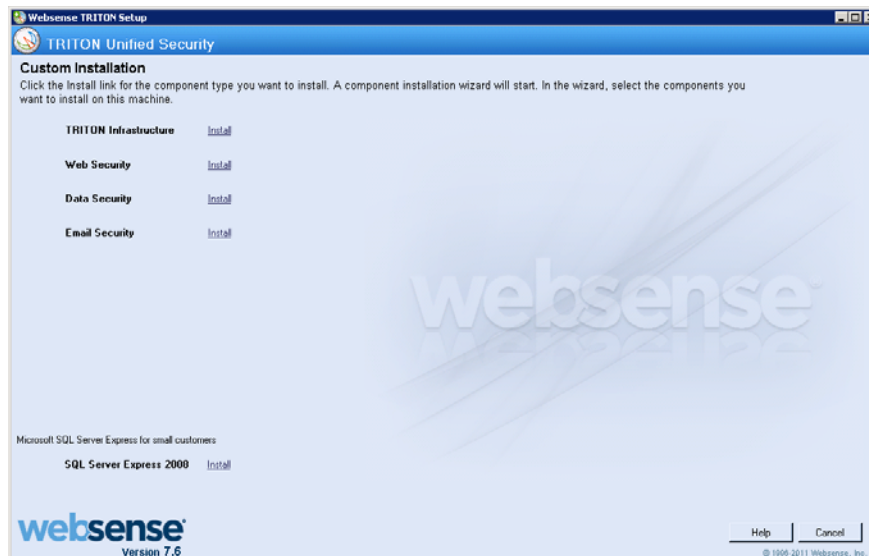 Websense TRITON Setup
TRITON Unified Security
Custom Installation
Click the Install link for the component type you want to install. A component installation wizard will start. In the wizard, select the components you
want to install on this machine.
TRITON Infrastructure Install
Web Security Install
Data Security Install
Email Security Install
websense
Microsoft SQL Server Express for small customers
SQL Server Express 2008 Install
websense
Version 7.6
Help Cancel
© 1996-2011 Websense, Inc.